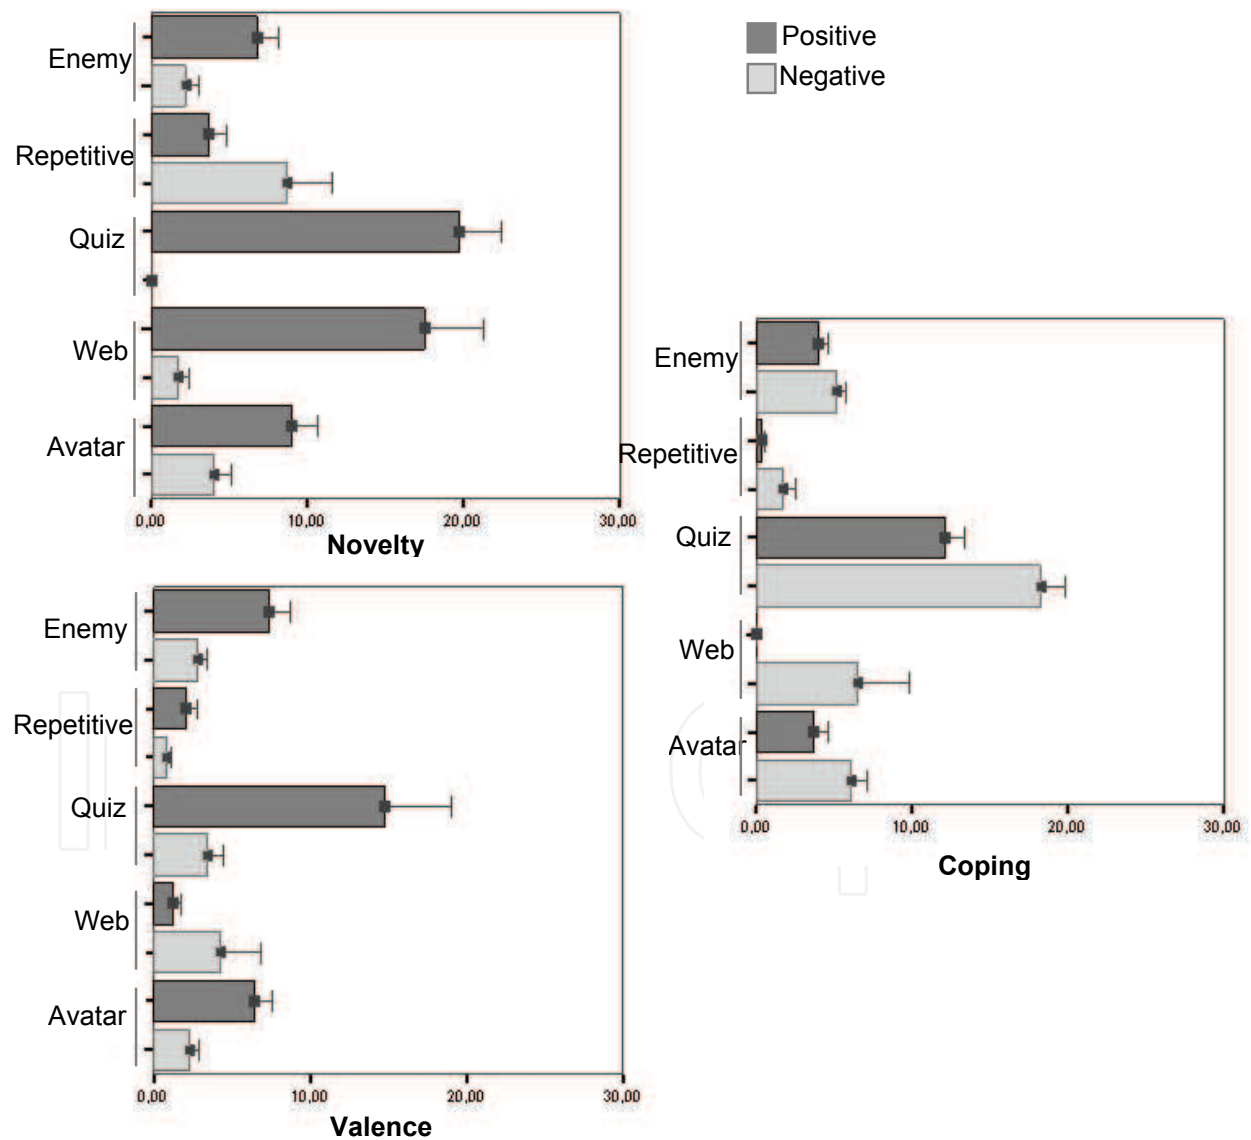 Positive
Negative
Enemy
Repetitive
Quiz
Web
Avatar
0,00 10,00 20,00 30,00
Novelty
Enemy
Repetitive
Quiz
Web
Avatar
0,00 10,00 20,00 30,00
Coping
Enemy
Repetitive
Quiz
Web
Avatar
0,00 10,00 20,00 30,00
Valence